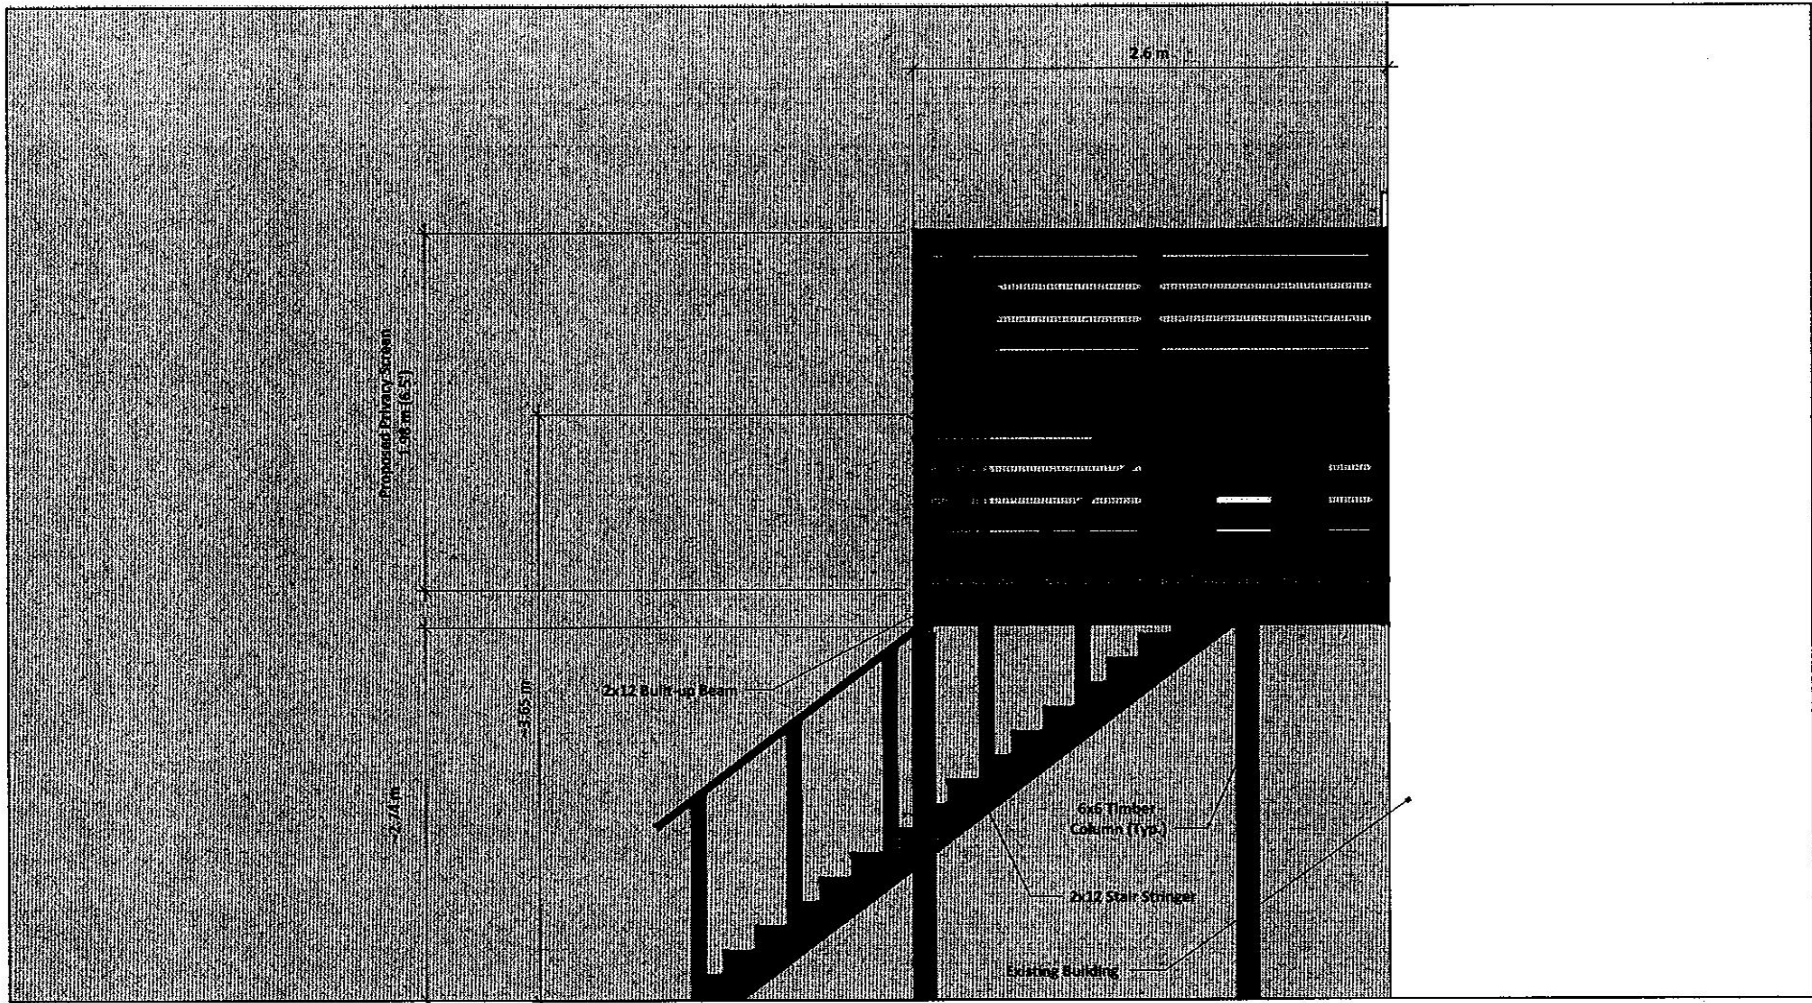 2.6 m
Proposed Privacy Screen
1.98 m (6.5')
2x12 Built-up Beam
~3.65 m
~2.74 m
6x6 Timber
Column (Typ.)
2x12 Stair Stringer
Existing Building